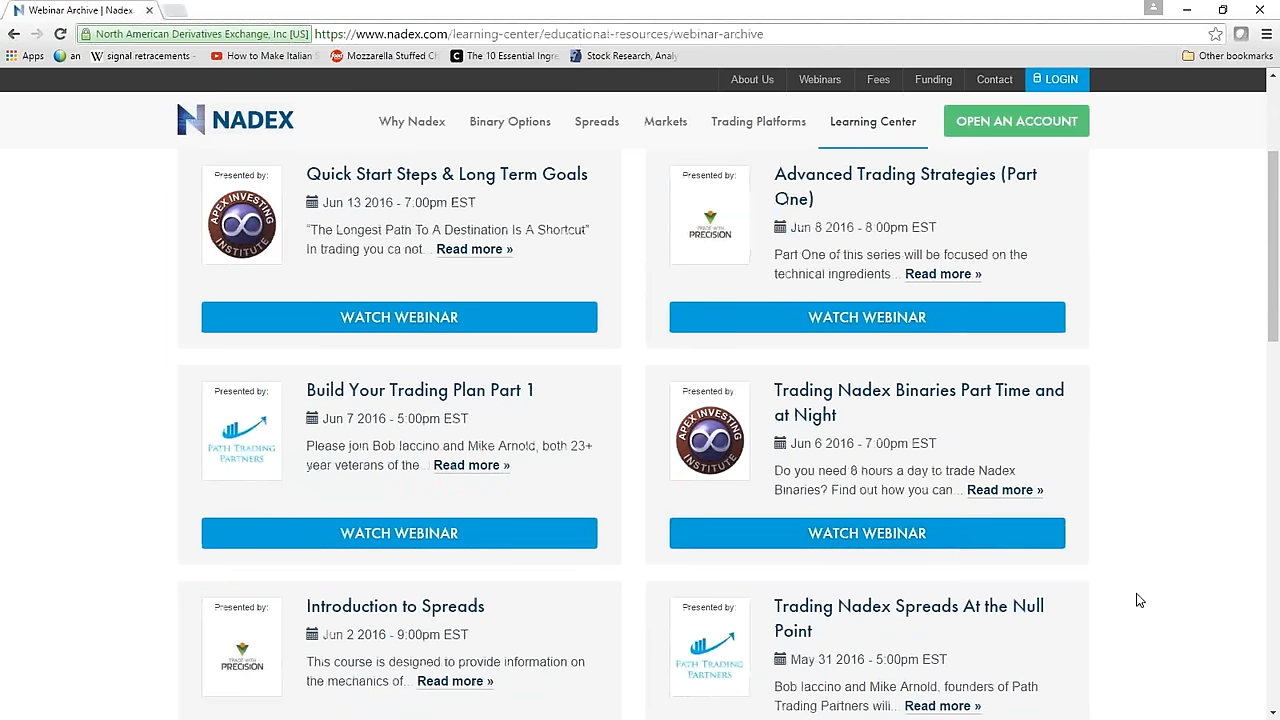 Webinar Archive | Nadex
North American Derivatives Exchange, Inc [US]
https://www.nadex.com/learning-center/educational-resources/webinar-archive
Apps
an
signal retracements -
How to Make Italian S
Mozzarella Stuffed Ch
The 10 Essential Ingre
Stock Research, Analy
Other bookmarks
About Us
Webinars
Fees
Funding
Contact
LOGIN
NADEX
Why Nadex
Binary Options
Spreads
Markets
Trading Platforms
Learning Center
OPEN AN ACCOUNT
Presented by:
APEX INVESTING
INSTITUTE
Quick Start Steps & Long Term Goals
Jun 13 2016 - 7:00pm EST
"The Longest Path To A Destination Is A Shortcut"
In trading you ca not... Read more »
WATCH WEBINAR
Presented by:
TRADE WITH
PRECISION
Advanced Trading Strategies (Part
One)
Jun 8 2016 - 8:00pm EST
Part One of this series will be focused on the
technical ingredients... Read more »
WATCH WEBINAR
Presented by:
PATH TRADING
PARTNERS
Build Your Trading Plan Part 1
Jun 7 2016 - 5:00pm EST
Please join Bob Iaccino and Mike Arnold, both 23+
year veterans of the... Read more »
WATCH WEBINAR
Presented by
APEX INVESTING
INSTITUTE
Trading Nadex Binaries Part Time and
at Night
Jun 6 2016 - 7:00pm EST
Do you need 8 hours a day to trade Nadex
Binaries? Find out how you can... Read more »
WATCH WEBINAR
Presented by:
TRADE WITH
PRECISION
Introduction to Spreads
Jun 2 2016 - 9:00pm EST
This course is designed to provide information on
the mechanics of... Read more »
Presented by:
PATH TRADING
PARTNERS
Trading Nadex Spreads At the Null
Point
May 31 2016 - 5:00pm EST
Bob Iaccino and Mike Arnold, founders of Path
Trading Partners will... Read more »